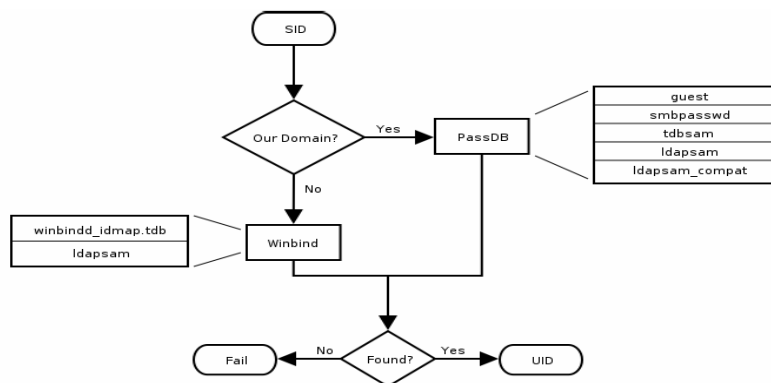 SID
Our Domain?
Yes
PassDB
guest
smbpasswd
tdbsam
ldapsam
ldapsam_compat
No
Winbind
winbindd_idmap.tdb
ldapsam
Found?
No
Fail
Yes
UID